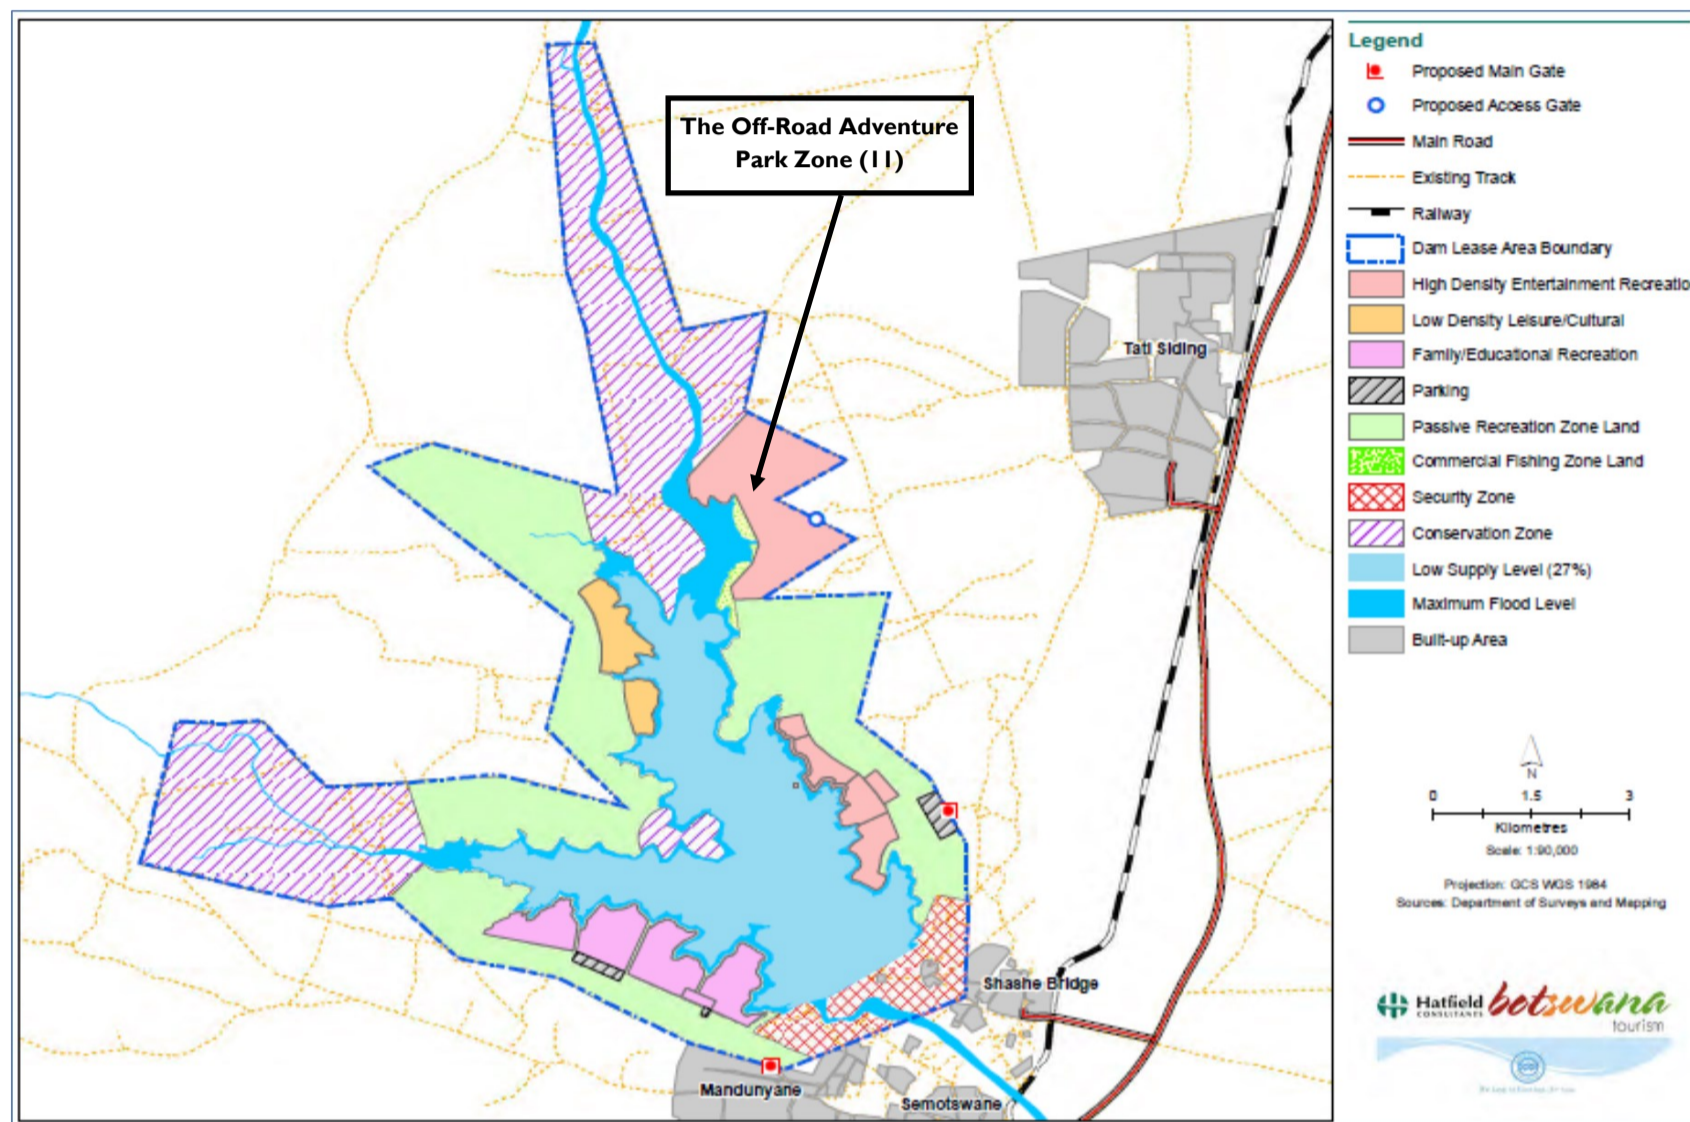 The Off-Road Adventure
Park Zone (11)
Tati Siding
Shashe Bridge
Mandunyane
Semotswane
Legend
Proposed Main Gate
Proposed Access Gate
Main Road
Existing Track
Railway
Dam Lease Area Boundary
High Density Entertainment Recreatio
Low Density Leisure/Cultural
Family/Educational Recreation
Parking
Passive Recreation Zone Land
Commercial Fishing Zone Land
Security Zone
Conservation Zone
Low Supply Level (27%)
Maximum Flood Level
Built-up Area
N
0 1.5 3
Kilometres
Scale: 1:90,000
Projection: GCS WGS 1984
Sources: Department of Surveys and Mapping
Hatfield
CONSULTANTS
botswana
tourism